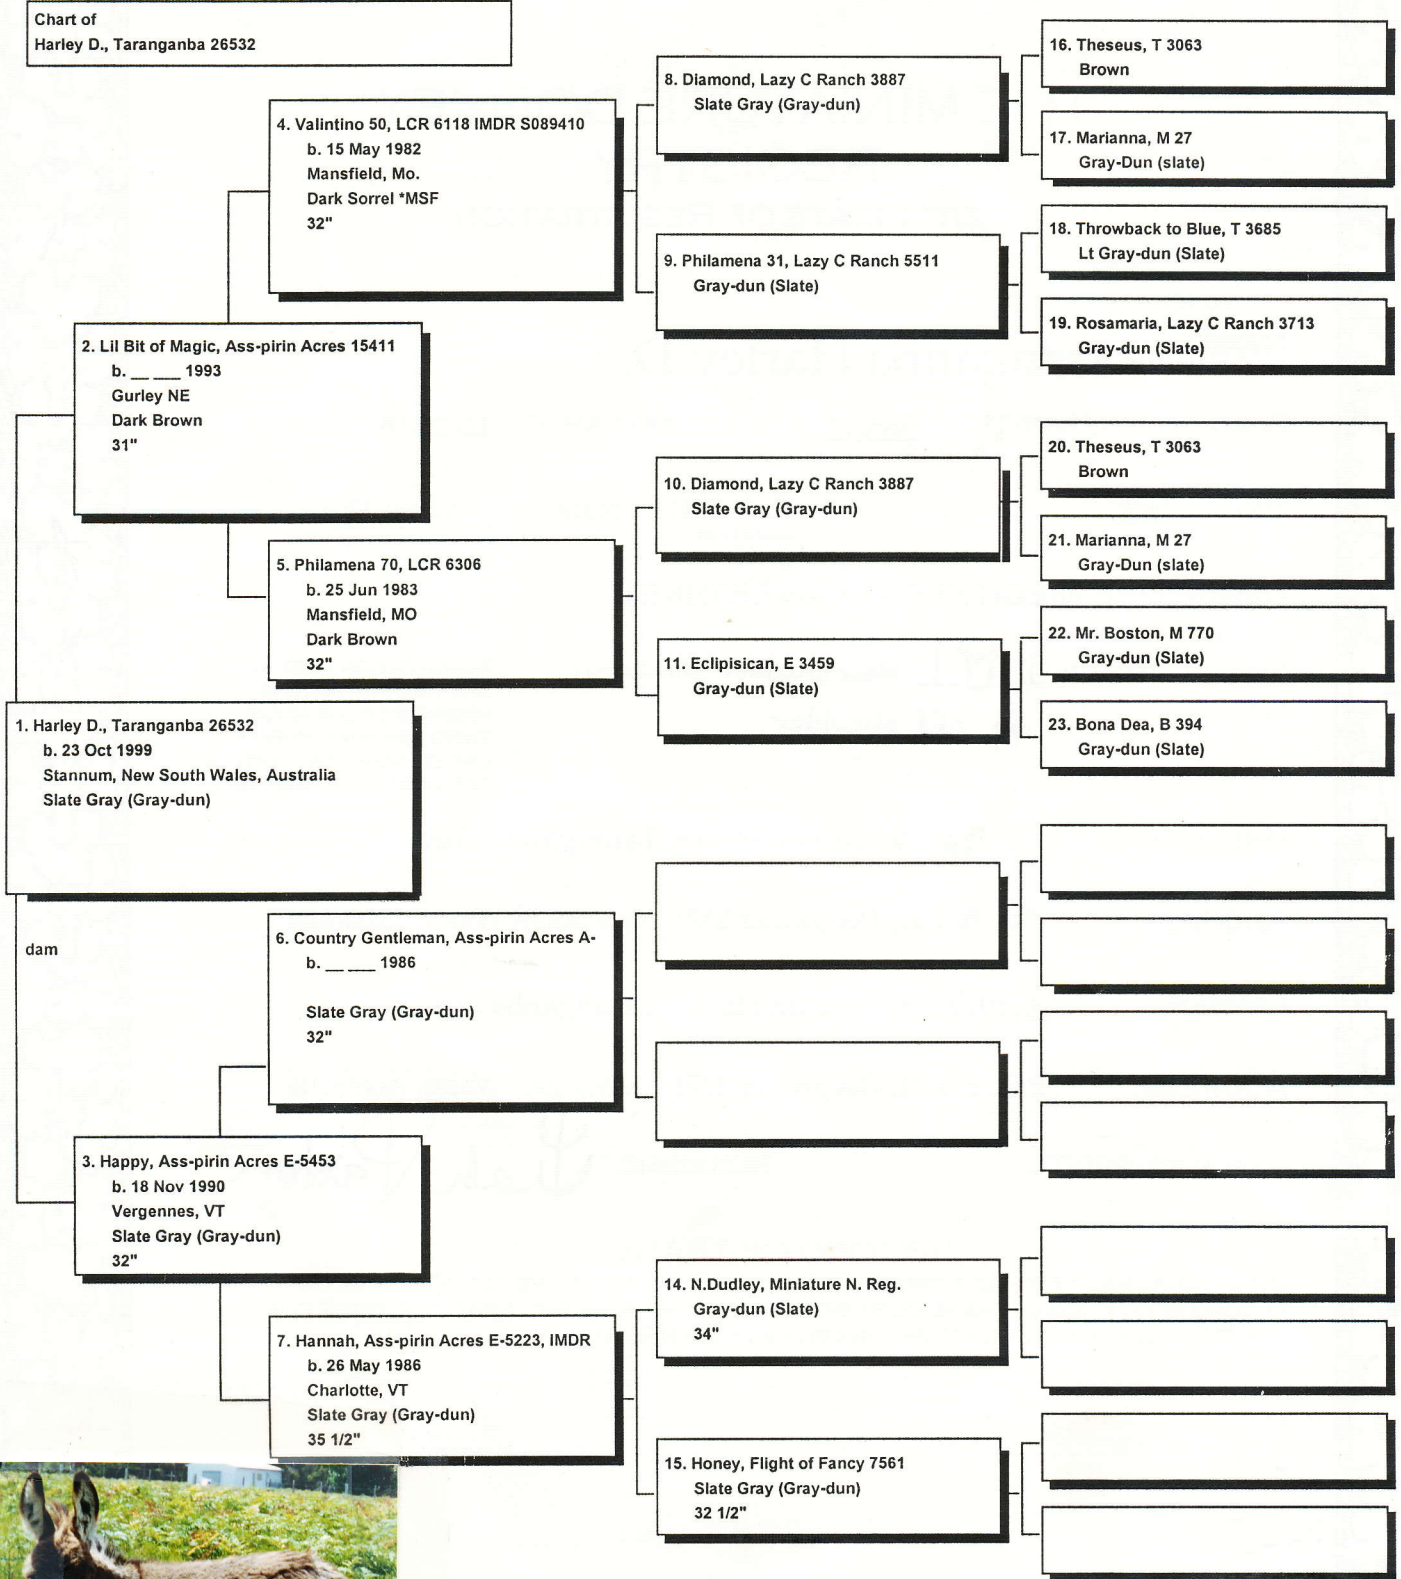 Chart of
Harley D., Taranganba 26532
16. Theseus, T 3063
Brown
8. Diamond, Lazy C Ranch 3887
Slate Gray (Gray-dun)
4. Valintino 50, LCR 6118 IMDR S089410
b. 15 May 1982
Mansfield, Mo.
Dark Sorrel *MSF
32"
17. Marianna, M 27
Gray-Dun (slate)
18. Throwback to Blue, T 3685
Lt Gray-dun (Slate)
9. Philamena 31, Lazy C Ranch 5511
Gray-dun (Slate)
19. Rosamaria, Lazy C Ranch 3713
Gray-dun (Slate)
2. Lil Bit of Magic, Ass-pirin Acres 15411
b. __ ___ 1993
Gurley NE
Dark Brown
31"
20. Theseus, T 3063
Brown
10. Diamond, Lazy C Ranch 3887
Slate Gray (Gray-dun)
21. Marianna, M 27
Gray-Dun (slate)
5. Philamena 70, LCR 6306
b. 25 Jun 1983
Mansfield, MO
Dark Brown
32"
22. Mr. Boston, M 770
Gray-dun (Slate)
11. Eclipisican, E 3459
Gray-dun (Slate)
23. Bona Dea, B 394
Gray-dun (Slate)
1. Harley D., Taranganba 26532
b. 23 Oct 1999
Stannum, New South Wales, Australia
Slate Gray (Gray-dun)
dam
6. Country Gentleman, Ass-pirin Acres A-
b. __ ___ 1986
Slate Gray (Gray-dun)
32"
3. Happy, Ass-pirin Acres E-5453
b. 18 Nov 1990
Vergennes, VT
Slate Gray (Gray-dun)
32"
14. N.Dudley, Miniature N. Reg.
Gray-dun (Slate)
34"
7. Hannah, Ass-pirin Acres E-5223, IMDR
b. 26 May 1986
Charlotte, VT
Slate Gray (Gray-dun)
35 1/2"
15. Honey, Flight of Fancy 7561
Slate Gray (Gray-dun)
32 1/2"